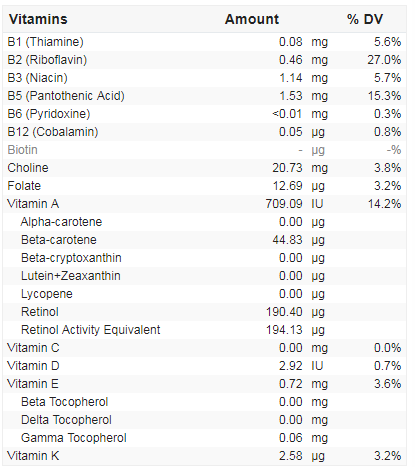 Vitamins Amount % DV
B1 (Thiamine) 0.08 mg 5.6%
B2 (Riboflavin) 0.46 mg 27.0%
B3 (Niacin) 1.14 mg 5.7%
B5 (Pantothenic Acid) 1.53 mg 15.3%
B6 (Pyridoxine) <0.01 mg 0.3%
B12 (Cobalamin) 0.05 µg 0.8%
Biotin - µg -%
Choline 20.73 mg 3.8%
Folate 12.69 µg 3.2%
Vitamin A 709.09 IU 14.2%
Alpha-carotene 0.00 µg
Beta-carotene 44.83 µg
Beta-cryptoxanthin 0.00 µg
Lutein+Zeaxanthin 0.00 µg
Lycopene 0.00 µg
Retinol 190.40 µg
Retinol Activity Equivalent 194.13 µg
Vitamin C 0.00 mg 0.0%
Vitamin D 2.92 IU 0.7%
Vitamin E 0.72 mg 3.6%
Beta Tocopherol 0.00 mg
Delta Tocopherol 0.00 mg
Gamma Tocopherol 0.06 mg
Vitamin K 2.58 µg 3.2%